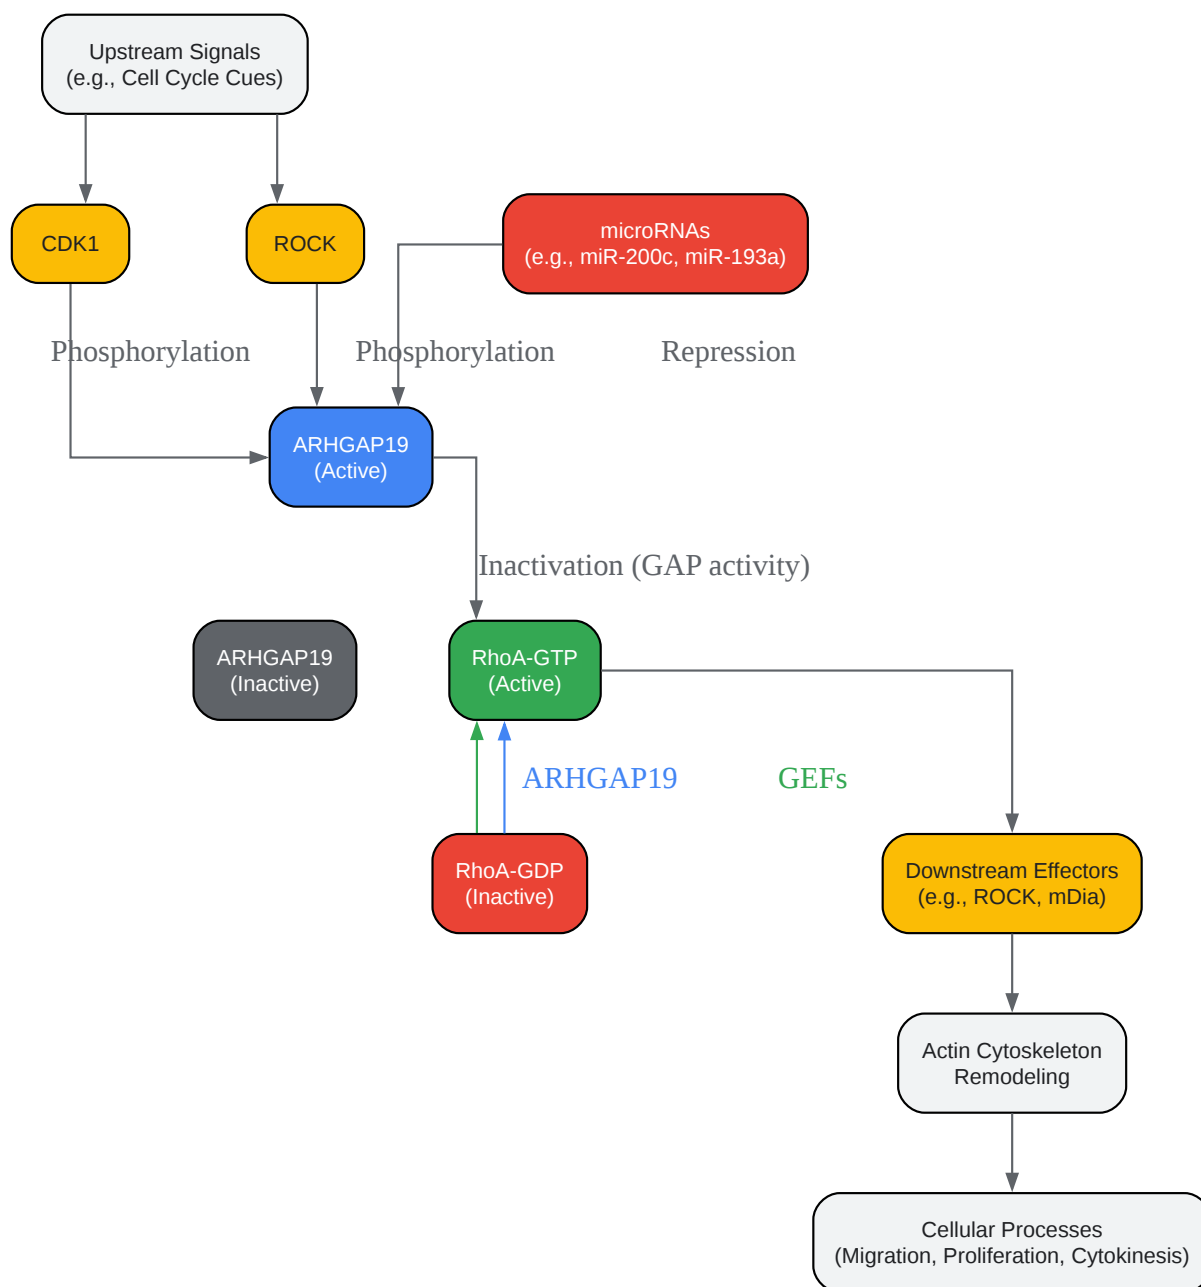 Upstream Signals
(e.g., Cell Cycle Cues)
CDK1
ROCK
microRNAs
(e.g., miR-200c, miR-193a)
Phosphorylation
Phosphorylation
Repression
ARHGAP19
(Active)
Inactivation (GAP activity)
ARHGAP19
(Inactive)
RhoA-GTP
(Active)
ARHGAP19
GEFs
RhoA-GDP
(Inactive)
Downstream Effectors
(e.g., ROCK, mDia)
Actin Cytoskeleton
Remodeling
Cellular Processes
(Migration, Proliferation, Cytokinesis)